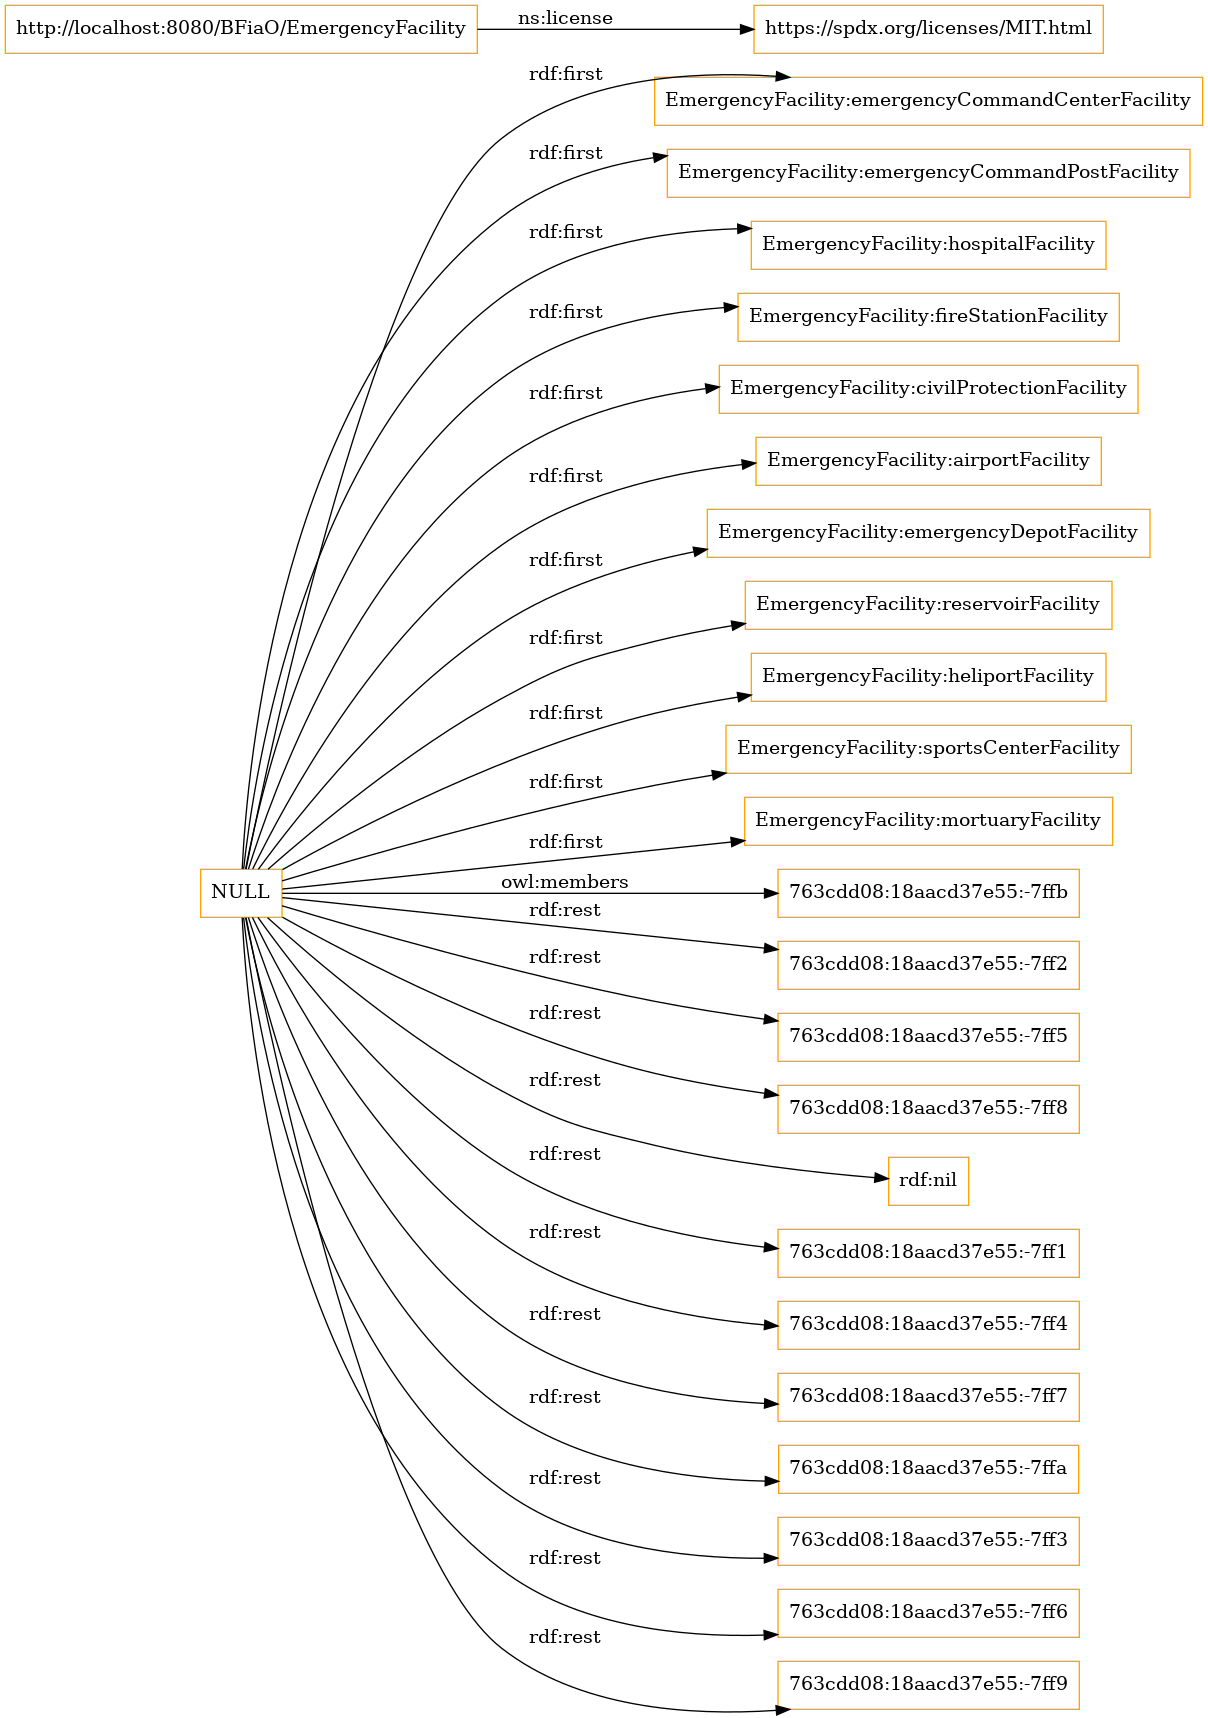 http://localhost:8080/BFiaO/EmergencyFacility
ns:license
https://spdx.org/licenses/MIT.html
rdf:first
EmergencyFacility:emergencyCommandCenterFacility
rdf:first
EmergencyFacility:emergencyCommandPostFacility
rdf:first
EmergencyFacility:hospitalFacility
rdf:first
EmergencyFacility:fireStationFacility
rdf:first
EmergencyFacility:civilProtectionFacility
rdf:first
EmergencyFacility:airportFacility
rdf:first
EmergencyFacility:emergencyDepotFacility
rdf:first
EmergencyFacility:reservoirFacility
rdf:first
EmergencyFacility:heliportFacility
rdf:first
EmergencyFacility:sportsCenterFacility
rdf:first
EmergencyFacility:mortuaryFacility
NULL
owl:members
763cdd08:18aacd37e55:-7ffb
rdf:rest
763cdd08:18aacd37e55:-7ff2
rdf:rest
763cdd08:18aacd37e55:-7ff5
rdf:rest
763cdd08:18aacd37e55:-7ff8
rdf:rest
rdf:nil
rdf:rest
763cdd08:18aacd37e55:-7ff1
rdf:rest
763cdd08:18aacd37e55:-7ff4
rdf:rest
763cdd08:18aacd37e55:-7ff7
rdf:rest
763cdd08:18aacd37e55:-7ffa
rdf:rest
763cdd08:18aacd37e55:-7ff3
rdf:rest
763cdd08:18aacd37e55:-7ff6
rdf:rest
763cdd08:18aacd37e55:-7ff9